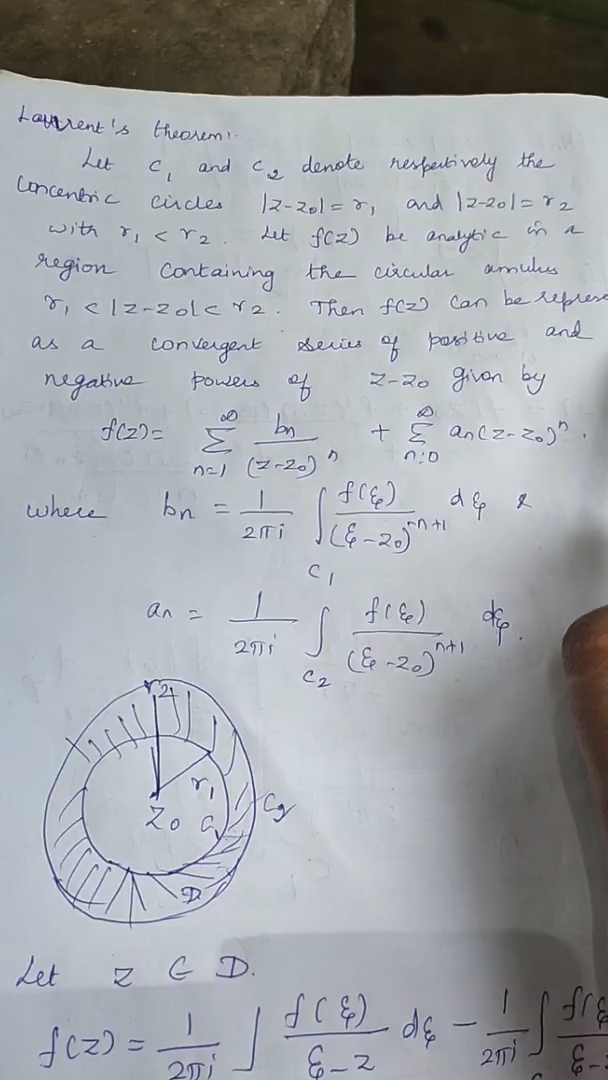 Laurent's theorem:
Let C₁ and C₂ denote respectively the
concentric circles |z-z₀| = r₁ and |z-z₀| = r₂
with r₁ < r₂. Let f(z) be analytic in a
region containing the circular annulus
r₁ < |z-z₀| < r₂. Then f(z) can be
as a convergent series of positive and
negative powers of z-z₀ given by
f(z) = ∞ Σ n=1 bn/(z-z₀)ⁿ + ∞ Σ n=0 an(z-z₀)ⁿ.
where bn = 1/2πi ∫C₁ f(ξ)/(ξ-z₀)⁻ⁿ⁺¹ dξ &
an = 1/2πi ∫C₂ f(ξ)/(ξ-z₀)ⁿ⁺¹ dξ.
r₂
r₁
C₂
z₀
C₁
D
Let z ∈ D.
f(z) = 1/2πi ∫ f(ξ)/ξ-z dξ - 1/2πi ∫ f(ξ/ξ-